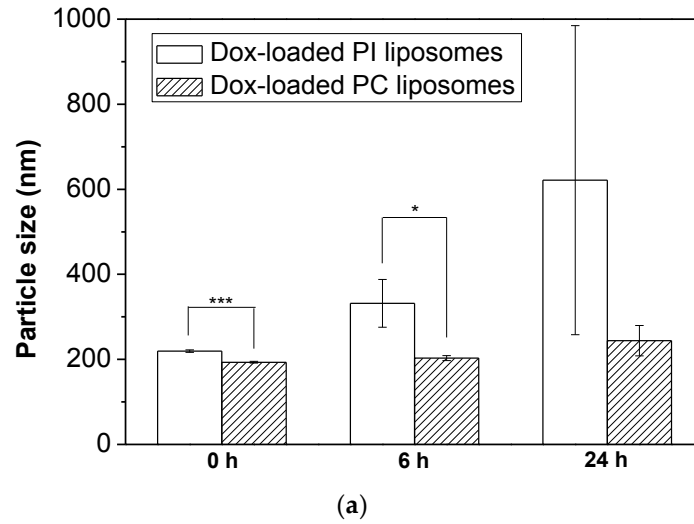 1000
800
600
400
200
0
Particle size (nm)
Dox-loaded PI liposomes
Dox-loaded PC liposomes
***
*
0 h
6 h
24 h
(a)